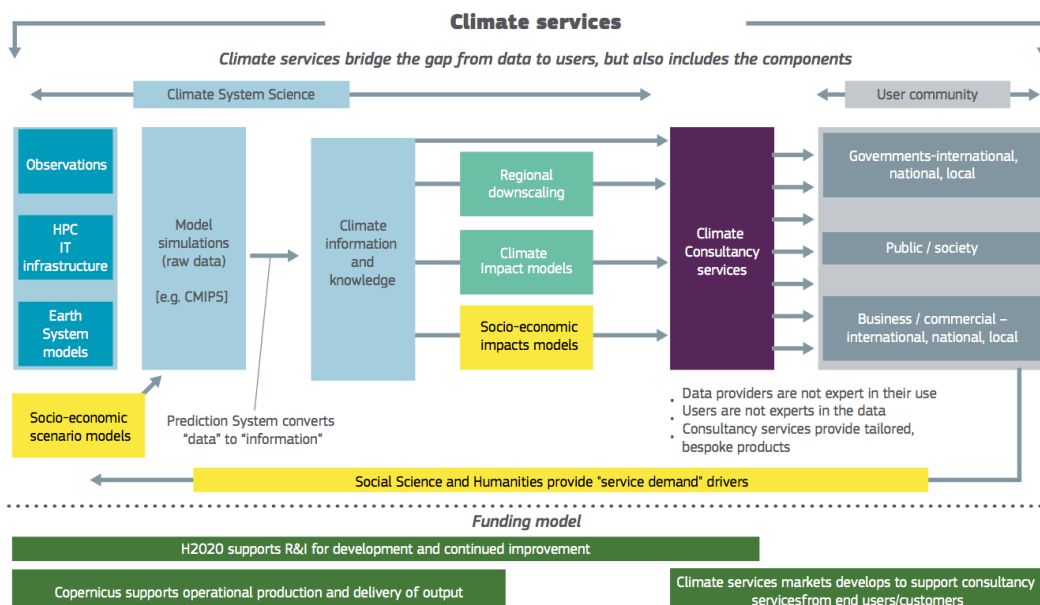 Climate services
Climate services bridge the gap from data to users, but also includes the components
Climate System Science
User community
Observations
HPC
IT
infrastructure
Earth
System
models
Socio-economic
scenario models
Model
simulations
(raw data)
[e.g. CMIP5]
Prediction System converts
"data" to "information"
Climate
information
and
knowledge
Regional
downscaling
Climate
Impact models
Socio-economic
impacts models
Climate
Consultancy
services
Governments-international,
national, local
Public / society
Business / commercial –
international, national, local
• Data providers are not expert in their use
• Users are not experts in the data
• Consultancy services provide tailored,
bespoke products
Social Science and Humanities provide "service demand" drivers
Funding model
H2020 supports R&I for development and continued improvement
Copernicus supports operational production and delivery of output
Climate services markets develops to support consultancy
servicesfrom end users/customers